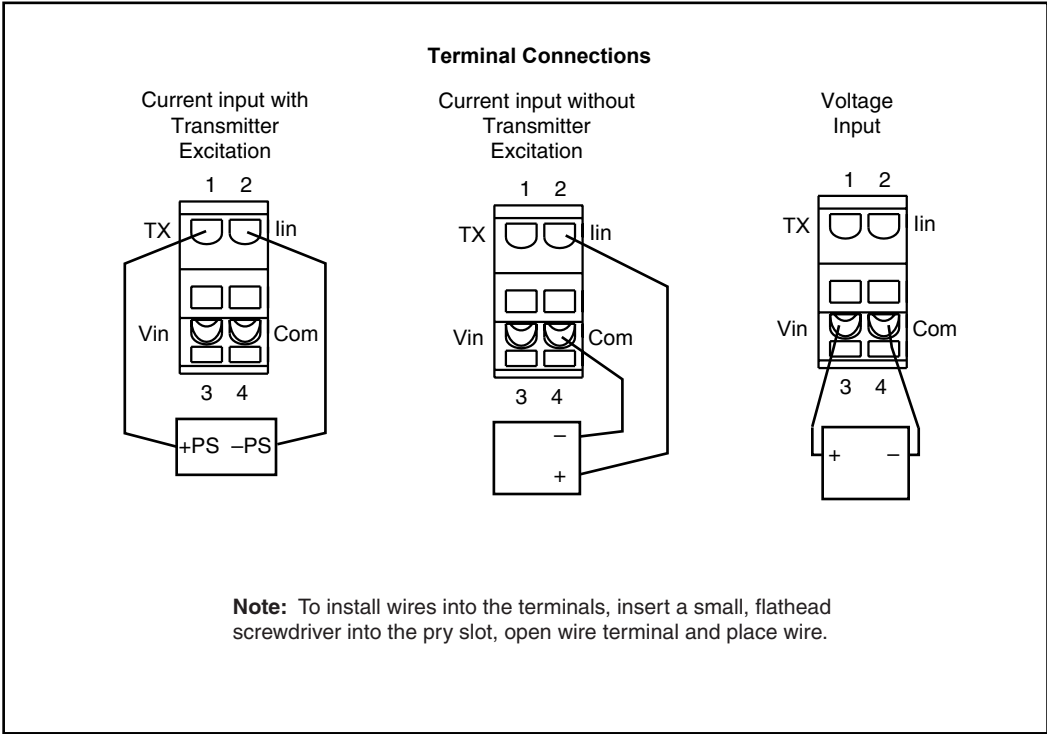 Terminal Connections
Current input with
Transmitter
Excitation
1 2
TX Iin
Vin Com
3 4
+PS –PS
Current input without
Transmitter
Excitation
1 2
TX Iin
Vin Com
3 4
–
+
Voltage
Input
1 2
TX Iin
Vin Com
3 4
+ –
Note: To install wires into the terminals, insert a small, flathead
screwdriver into the pry slot, open wire terminal and place wire.